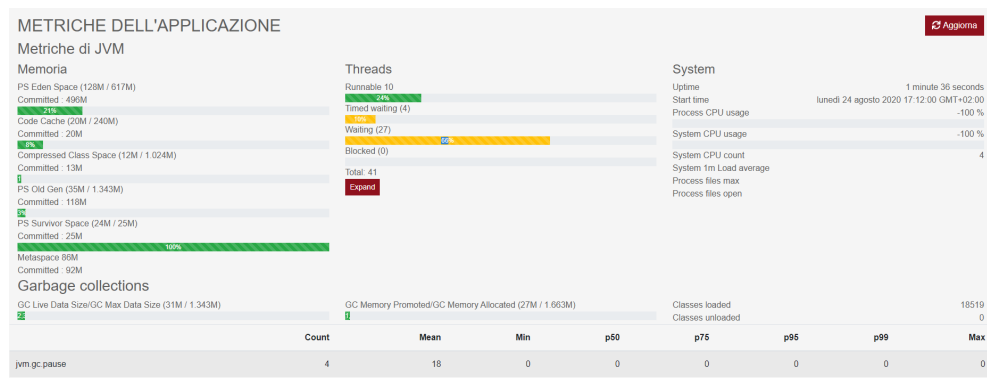 METRICHE DELL'APPLICAZIONE
Aggiorna
Metriche di JVM
Memoria
PS Eden Space (128M / 617M)
Committed : 496M
21%
Code Cache (20M / 240M)
Committed : 20M
8%
Compressed Class Space (12M / 1.024M)
Committed : 13M
1
PS Old Gen (35M / 1.343M)
Committed : 118M
3%
PS Survivor Space (24M / 25M)
Committed : 25M
100%
Metaspace 86M
Committed : 92M
Threads
Runnable 10
24%
Timed waiting (4)
10%
Waiting (27)
66%
Blocked (0)
Total: 41
Expand
System
Uptime 1 minute 36 seconds
Start time lunedì 24 agosto 2020 17:12:00 GMT+02:00
Process CPU usage -100 %
System CPU usage -100 %
System CPU count 4
System 1m Load average
Process files max
Process files open
Garbage collections
GC Live Data Size/GC Max Data Size (31M / 1.343M)
GC Memory Promoted/GC Memory Allocated (27M / 1.663M)
Classes loaded 18519
Classes unloaded 0
Count Mean Min p50 p75 p95 p99 Max
jvm.gc.pause 4 18 0 0 0 0 0 0